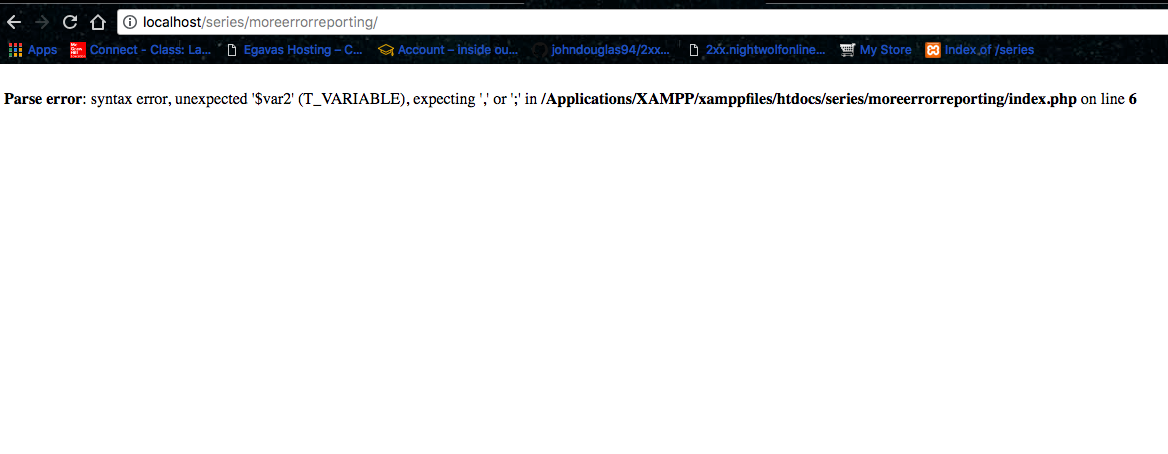 localhost/series/moreerrorreporting/
Apps Connect - Class: La... Egavas Hosting – C... Account – inside ou... johndouglas94/2xx... 2xx.nightwolfonline... My Store Index of /series
Parse error: syntax error, unexpected '$var2' (T_VARIABLE), expecting ',' or ';' in /Applications/XAMPP/xamppfiles/htdocs/series/moreerrorreporting/index.php on line 6